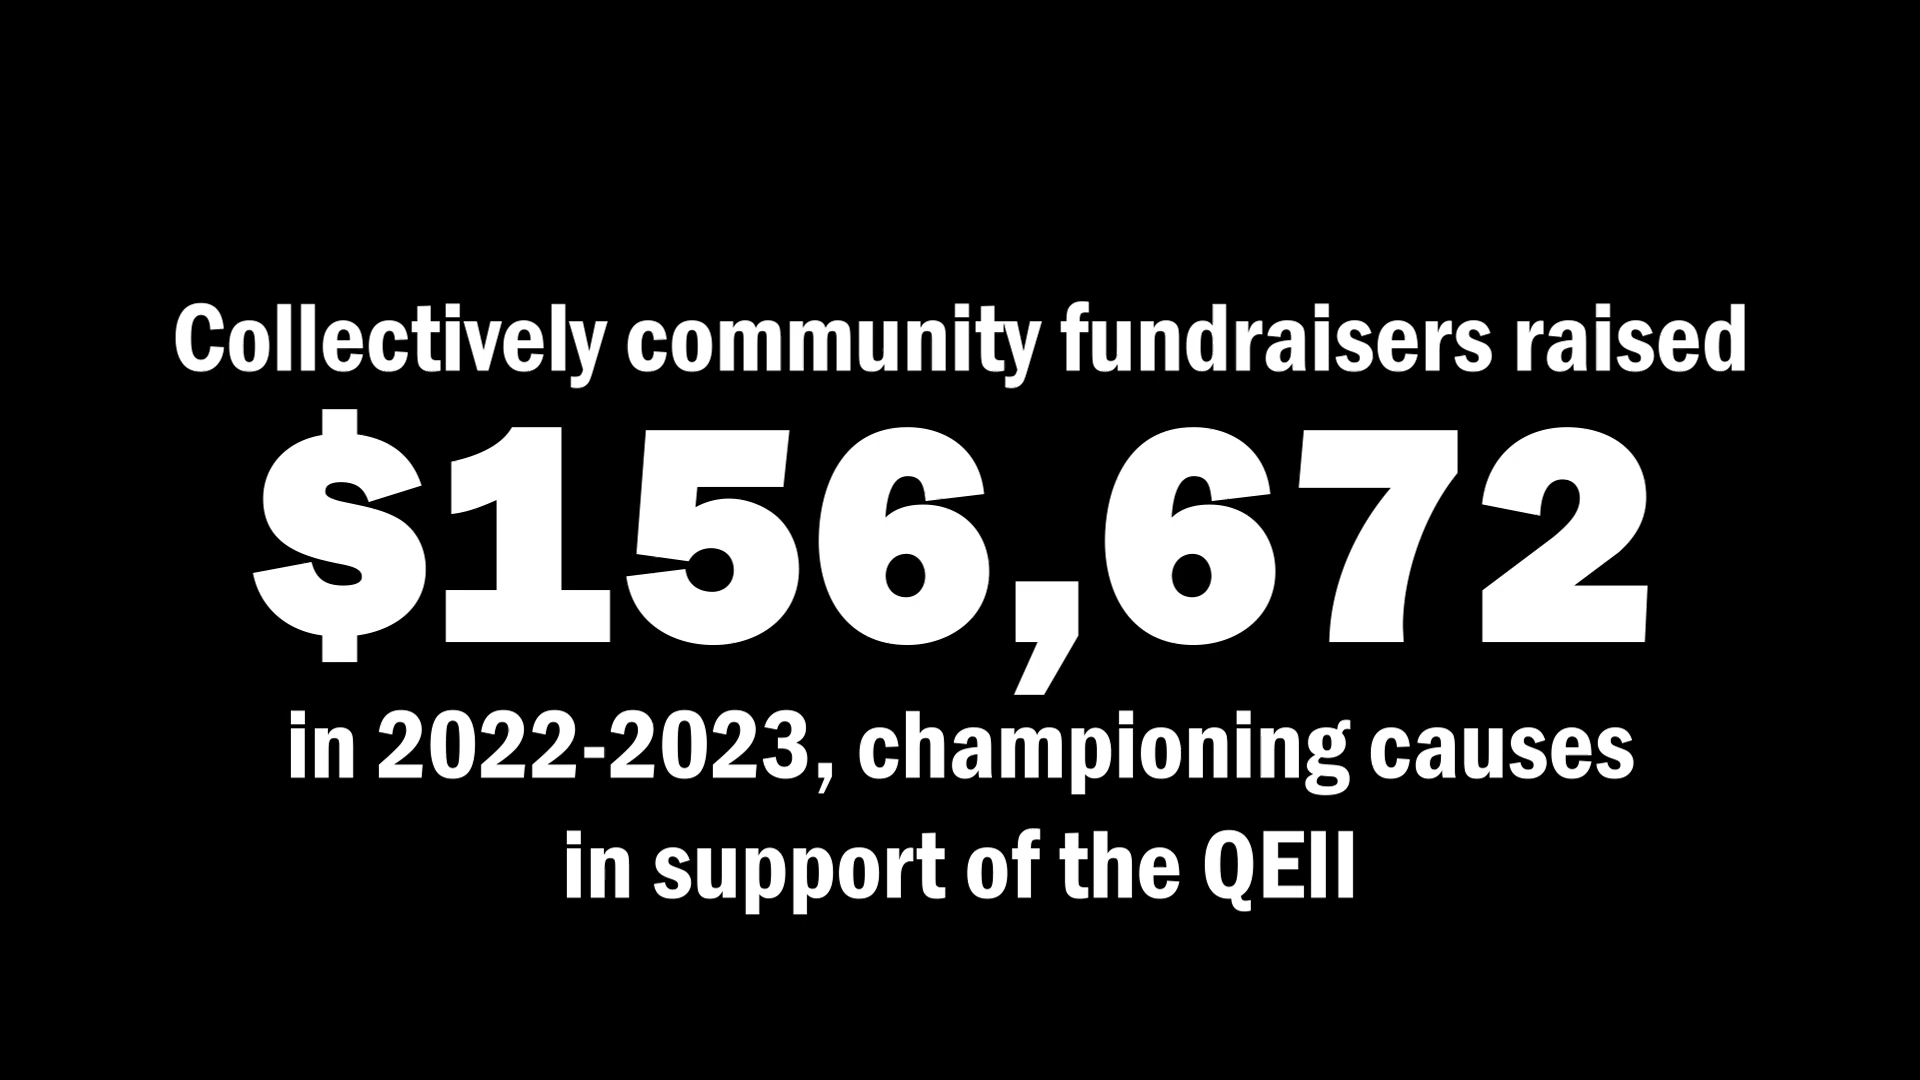 Collectively community fundraisers raised
$156,672
in 2022-2023, championing causes
in support of the QEII